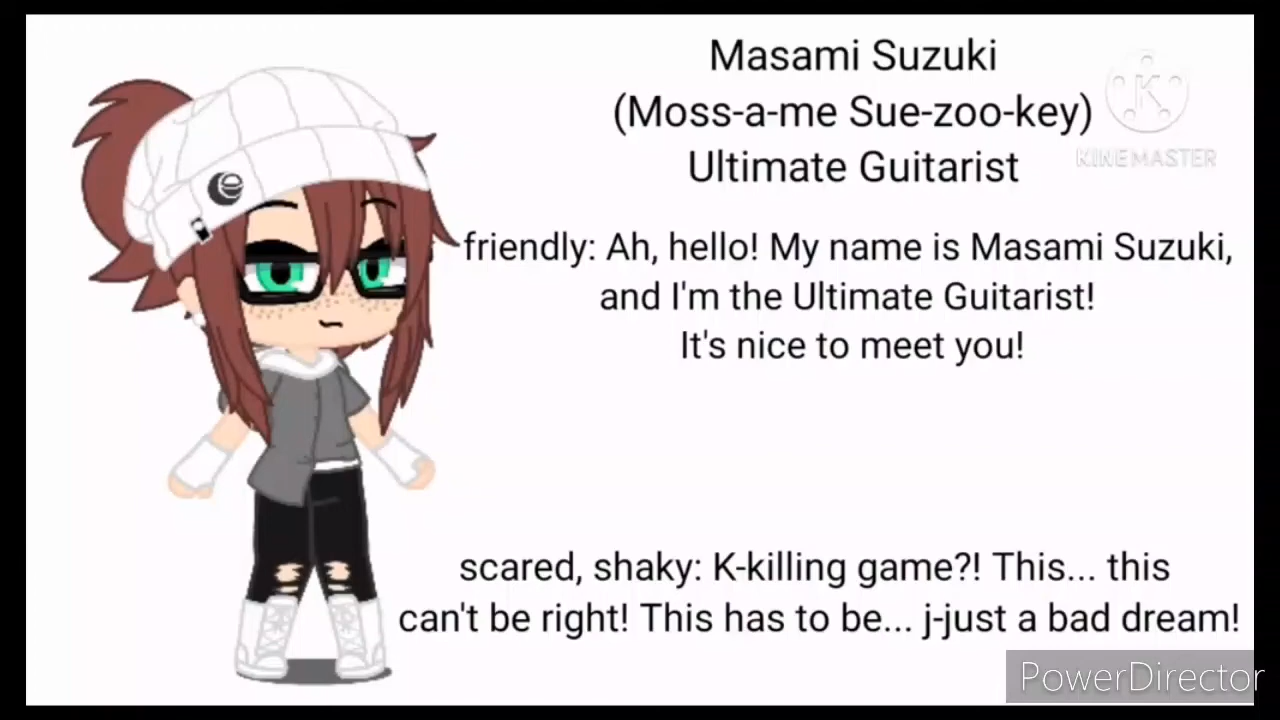 Masami Suzuki
(Moss-a-me Sue-zoo-key)
Ultimate Guitarist
K
KINEMASTER
friendly: Ah, hello! My name is Masami Suzuki,
and I'm the Ultimate Guitarist!
It's nice to meet you!
scared, shaky: K-killing game?! This... this
can't be right! This has to be... j-just a bad dream!
PowerDirector